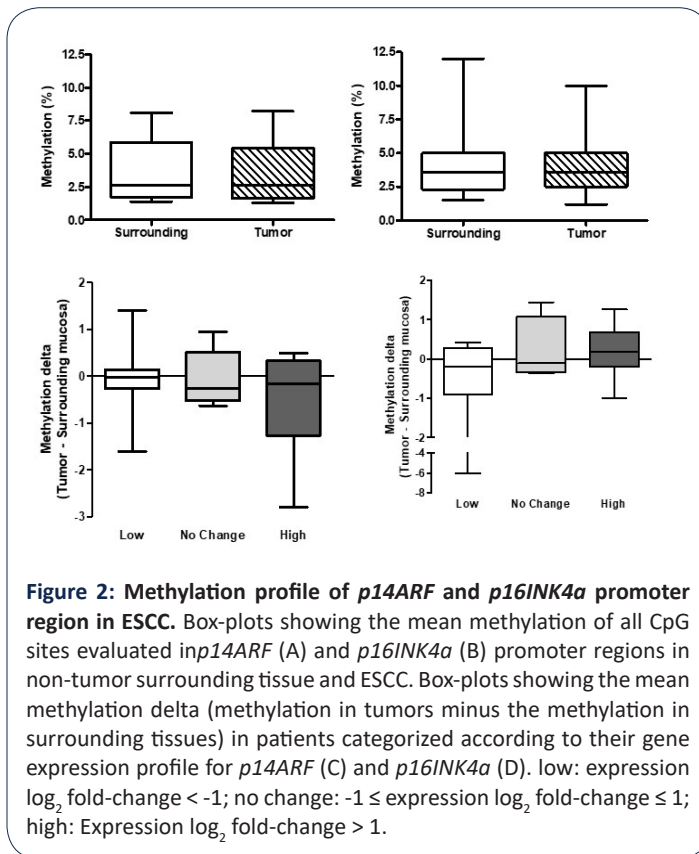 12.5
10.0
7.5
5.0
2.5
0.0
Methylation (%)
Surrounding
Tumor
12.5
10.0
7.5
5.0
2.5
0.0
Methylation (%)
Surrounding
Tumor
2
1
0
-1
-2
-3
Methylation delta
(Tumor - Surrounding mucosa)
Low
No Change
High
2
1
0
-1
-2
-4
-6
-8
Methylation delta
(Tumor - Surrounding mucosa)
Low
No Change
High
Figure 2: Methylation profile of p14ARF and p16INK4a promoter
region in ESCC. Box-plots showing the mean methylation of all CpG
sites evaluated inp14ARF (A) and p16INK4a (B) promoter regions in
non-tumor surrounding tissue and ESCC. Box-plots showing the mean
methylation delta (methylation in tumors minus the methylation in
surrounding tissues) in patients categorized according to their gene
expression profile for p14ARF (C) and p16INK4a (D). low: expression
log₂ fold-change < -1; no change: -1 ≤ expression log₂ fold-change ≤ 1;
high: Expression log₂ fold-change > 1.